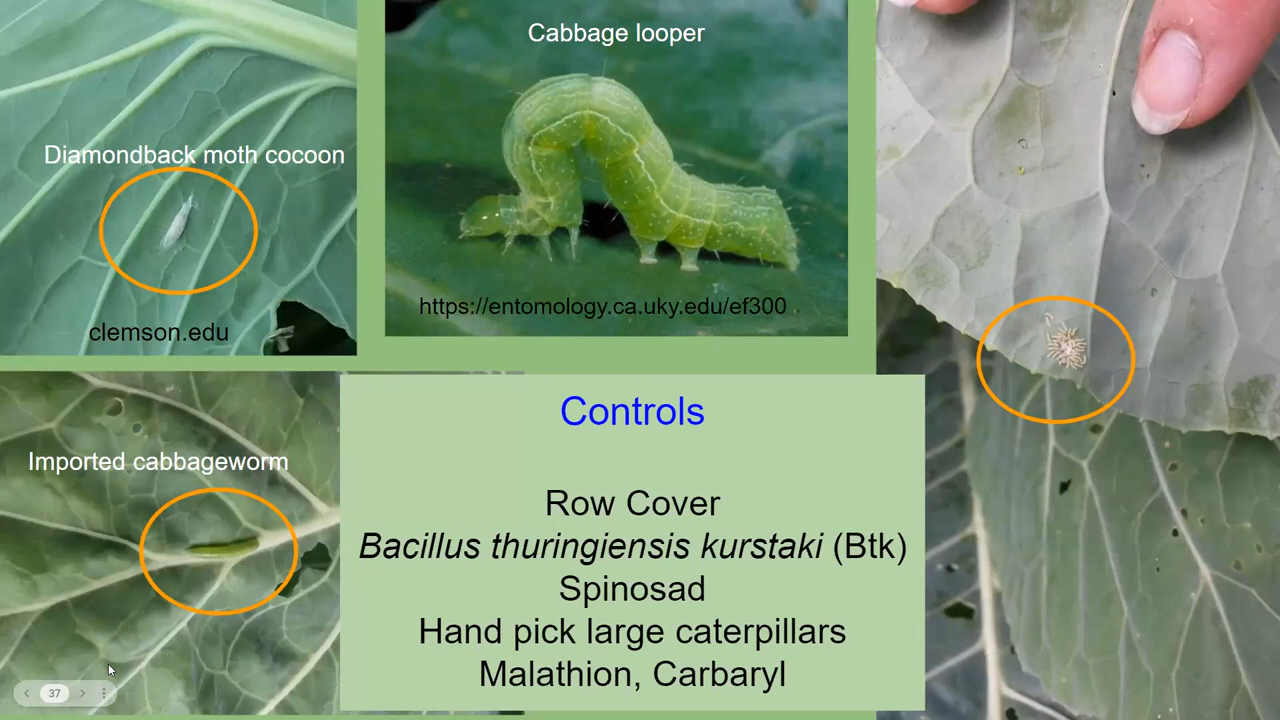 Cabbage looper
Diamondback moth cocoon
https://entomology.ca.uky.edu/ef300
clemson.edu
Imported cabbageworm
Controls
Row Cover
Bacillus thuringiensis kurstaki (Btk)
Spinosad
Hand pick large caterpillars
Malathion, Carbaryl
37